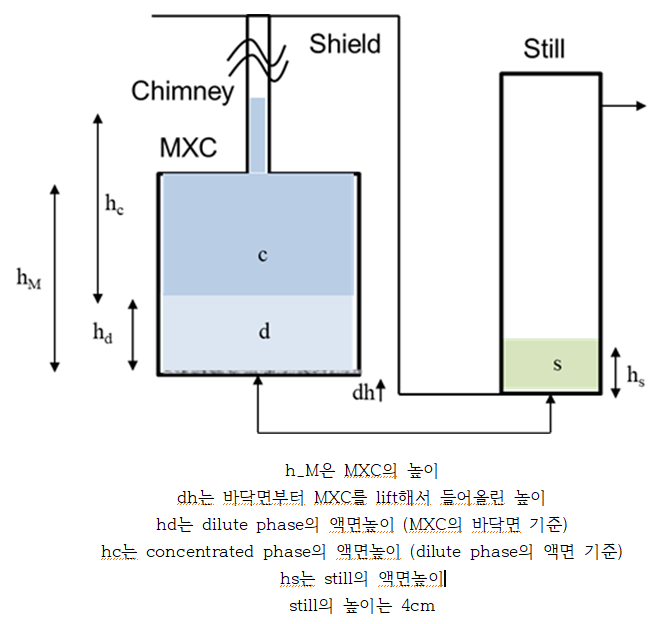 Shield
Still
Chimney
MXC
h_c
c
h_M
h_d
d
dh↑
s
h_s
h_M은 MXC의 높이
dh는 바닥면부터 MXC를 lift해서 들어올린 높이
hd는 dilute phase의 액면높이 (MXC의 바닥면 기준)
hc는 concentrated phase의 액면높이 (dilute phase의 액면 기준)
hs는 still의 액면높이
still의 높이는 4cm